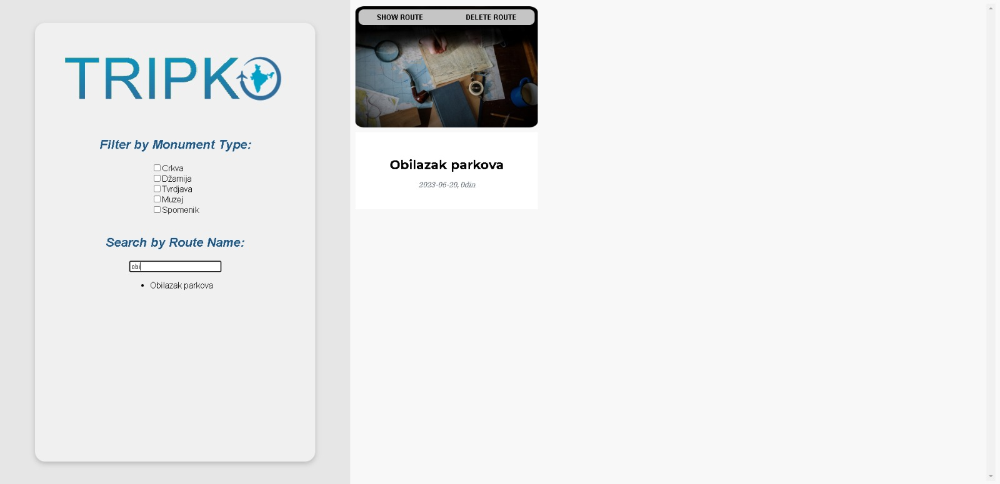 TRIPKO
Filter by Monument Type:
Crkva
Džamija
Tvrdjava
Muzej
Spomenik
Search by Route Name:
obi
• Obilazak parkova
SHOW ROUTE DELETE ROUTE
Obilazak parkova
2023-06-20, 0din